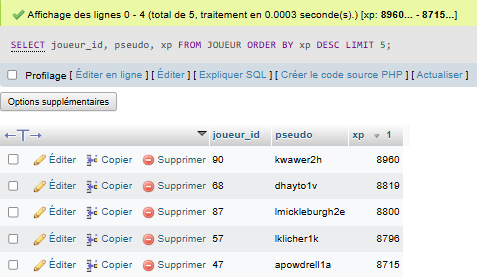 Affichage des lignes 0 - 4 (total de 5, traitement en 0.0003 seconde(s).) [xp: 8960... - 8715...]
SELECT joueur_id, pseudo, xp FROM JOUEUR ORDER BY xp DESC LIMIT 5;
Profilage [ Éditer en ligne ] [ Éditer ] [ Expliquer SQL ] [ Créer le code source PHP ] [ Actualiser ]
Options supplémentaires
←T→ joueur_id pseudo xp 1
Éditer Copier Supprimer 90 kwawer2h 8960
Éditer Copier Supprimer 68 dhayto1v 8819
Éditer Copier Supprimer 87 lmickleburgh2e 8800
Éditer Copier Supprimer 57 lklicher1k 8796
Éditer Copier Supprimer 47 apowdrell1a 8715